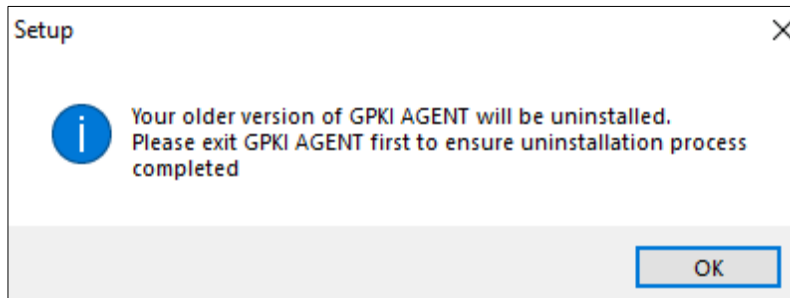 Setup
Your older version of GPKI AGENT will be uninstalled.
Please exit GPKI AGENT first to ensure uninstallation process
completed
OK